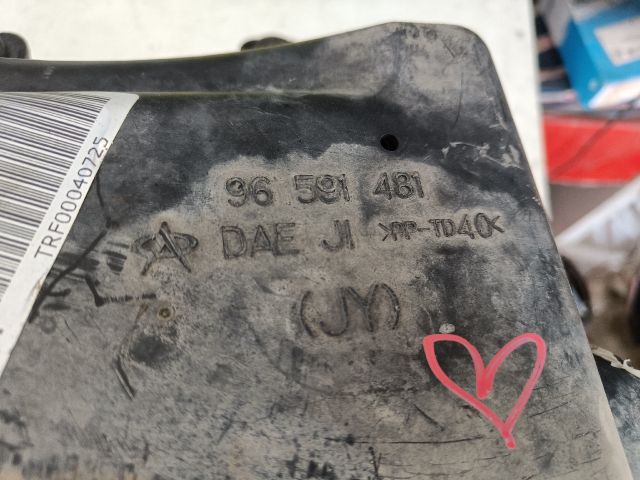 TRF00040725
96 591 481
DAE JI >PP-TD40<
(JY)